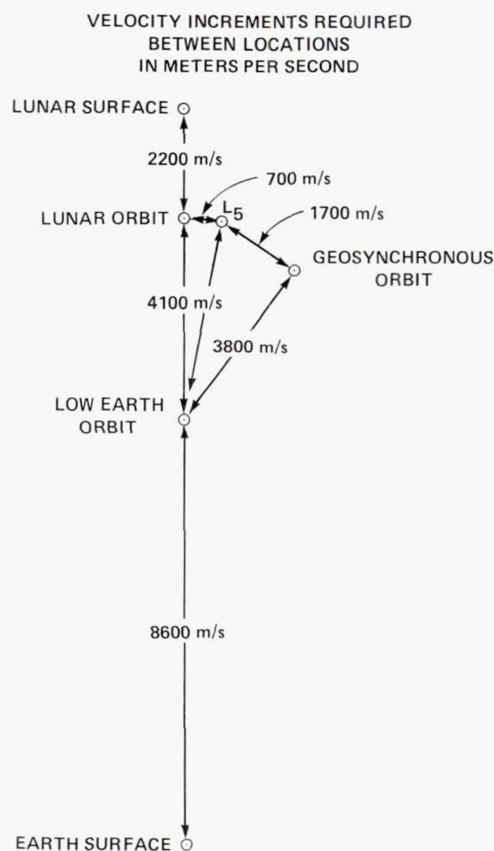 VELOCITY INCREMENTS REQUIRED
BETWEEN LOCATIONS
IN METERS PER SECOND
LUNAR SURFACE
2200 m/s
700 m/s
LUNAR ORBIT
L5
1700 m/s
GEOSYNCHRONOUS
ORBIT
4100 m/s
3800 m/s
LOW EARTH
ORBIT
8600 m/s
EARTH SURFACE